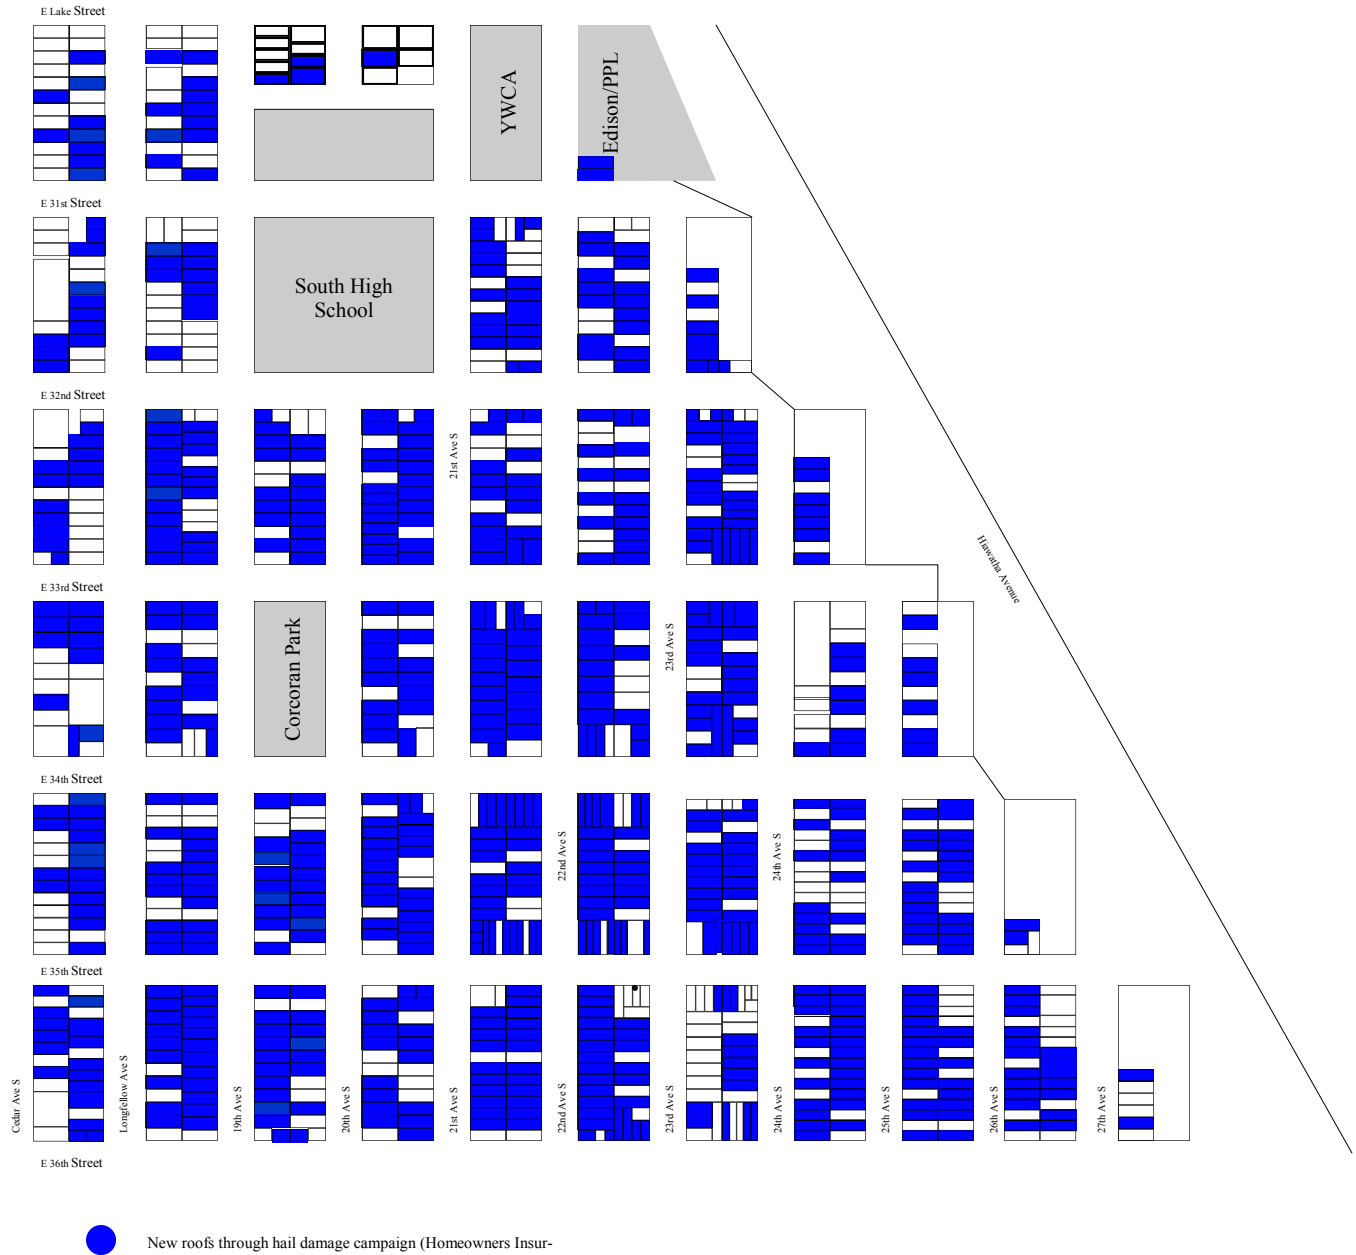 E Lake Street
YWCA
Edison/PPL
E 31st Street
South High
School
E 32nd Street
21st Ave S
Hiawatha Avenue
E 33rd Street
Corcoran Park
23rd Ave S
E 34th Street
22nd Ave S
24th Ave S
E 35th Street
Cedar Ave S
Longfellow Ave S
19th Ave S
20th Ave S
21st Ave S
22nd Ave S
23rd Ave S
24th Ave S
25th Ave S
26th Ave S
27th Ave S
E 36th Street
New roofs through hail damage campaign (Homeowners Insur-